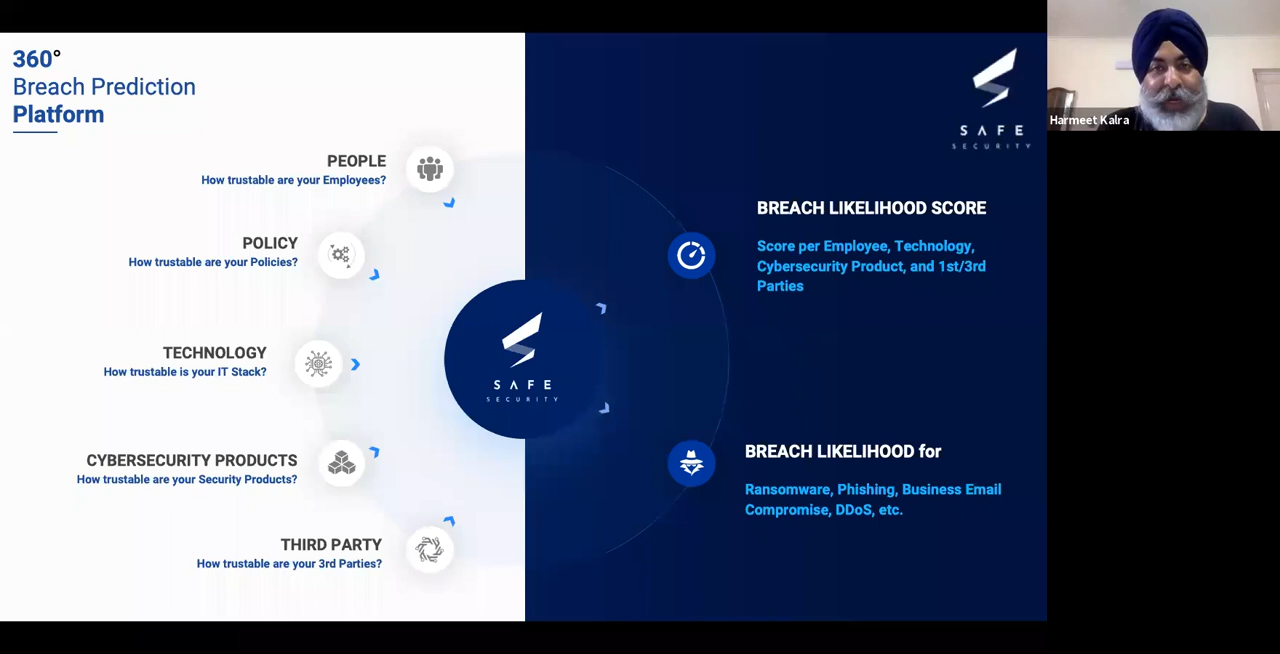 360°
Breach Prediction
Platform
PEOPLE
How trustable are your Employees?
POLICY
How trustable are your Policies?
TECHNOLOGY
How trustable is your IT Stack?
CYBERSECURITY PRODUCTS
How trustable are your Security Products?
THIRD PARTY
How trustable are your 3rd Parties?
SAFE
SECURITY
SAFE
SECURITY
BREACH LIKELIHOOD SCORE
Score per Employee, Technology,
Cybersecurity Product, and 1st/3rd
Parties
BREACH LIKELIHOOD for
Ransomware, Phishing, Business Email
Compromise, DDoS, etc.
Harmeet Kalra